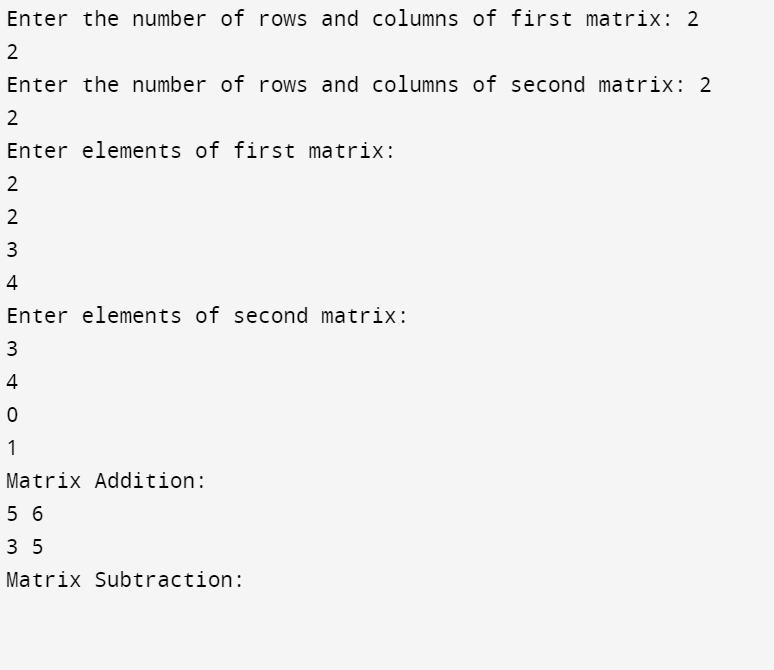 Enter the number of rows and columns of first matrix: 2
2
Enter the number of rows and columns of second matrix: 2
2
Enter elements of first matrix:
2
2
3
4
Enter elements of second matrix:
3
4
0
1
Matrix Addition:
5 6
3 5
Matrix Subtraction: